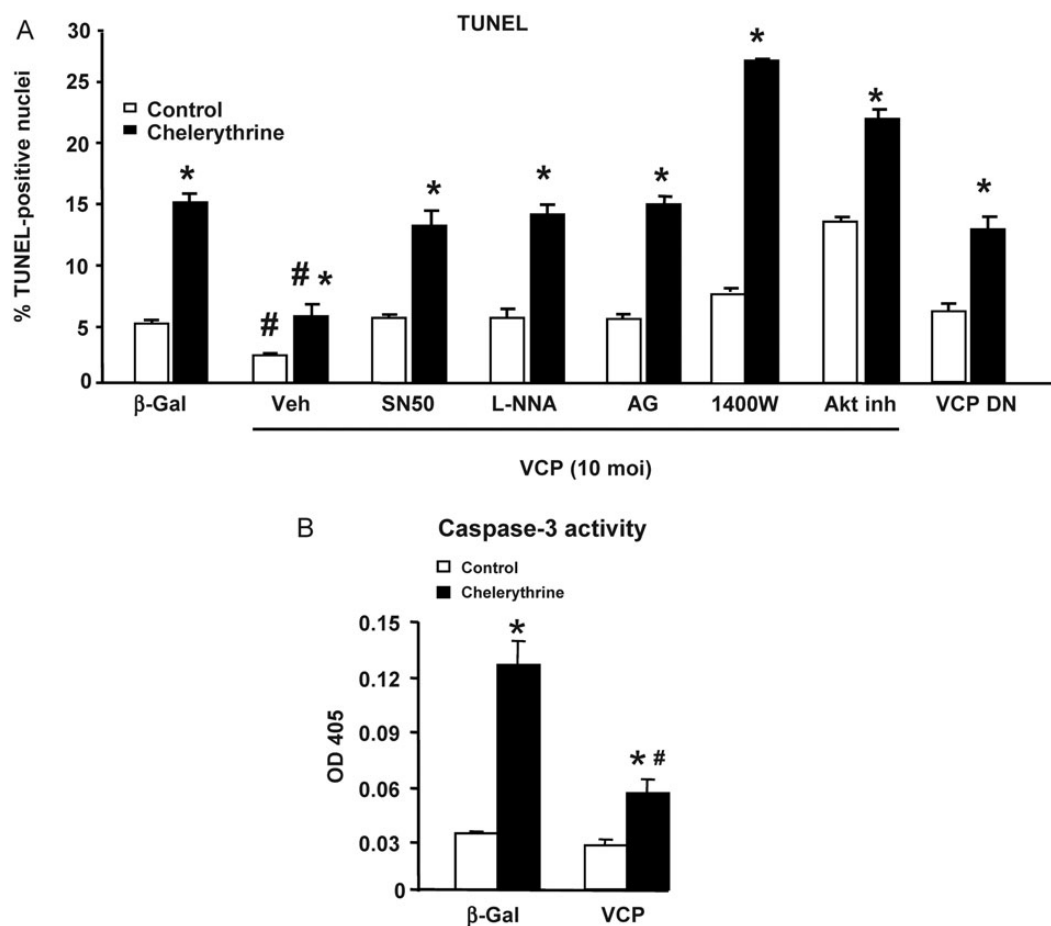 A
TUNEL
% TUNEL-positive nuclei
30
25
20
15
10
5
0
Control
Chelerythrine
*
# # *
*
*
*
*
*
*
β-Gal Veh SN50 L-NNA AG 1400W Akt inh VCP DN
VCP (10 moi)
B
Caspase-3 activity
Control
Chelerythrine
OD 405
0.15
0.12
0.09
0.06
0.03
0
*
* #
β-Gal VCP